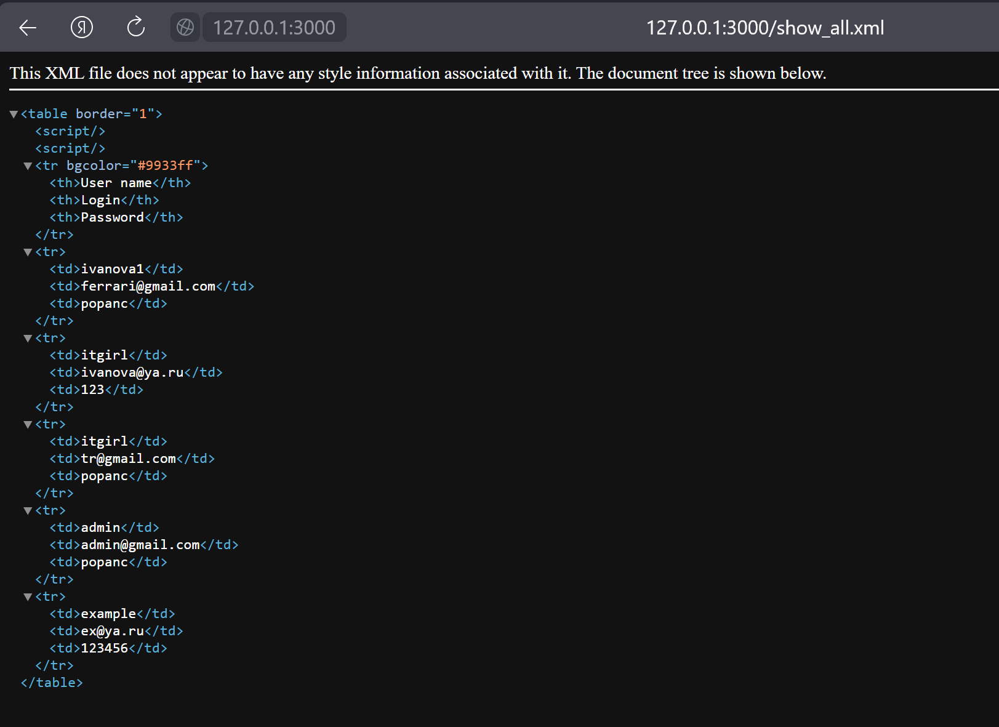 127.0.0.1:3000 127.0.0.1:3000/show_all.xml
This XML file does not appear to have any style information associated with it. The document tree is shown below.
▼<table border="1">
<script/>
<script/>
▼<tr bgcolor="#9933ff">
<th>User name</th>
<th>Login</th>
<th>Password</th>
</tr>
▼<tr>
<td>ivanova1</td>
<td>ferrari@gmail.com</td>
<td>popanc</td>
</tr>
▼<tr>
<td>itgirl</td>
<td>ivanova@ya.ru</td>
<td>123</td>
</tr>
▼<tr>
<td>itgirl</td>
<td>tr@gmail.com</td>
<td>popanc</td>
</tr>
▼<tr>
<td>admin</td>
<td>admin@gmail.com</td>
<td>popanc</td>
</tr>
▼<tr>
<td>example</td>
<td>ex@ya.ru</td>
<td>123456</td>
</tr>
</table>